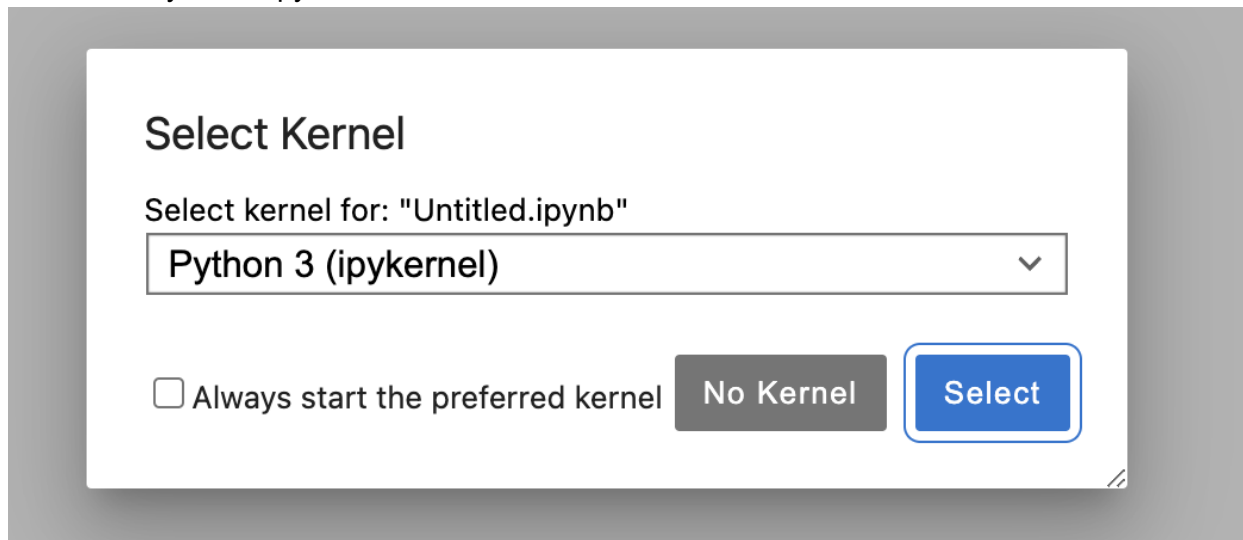 Select Kernel
Select kernel for: "Untitled.ipynb"
Python 3 (ipykernel)
Always start the preferred kernel No Kernel Select